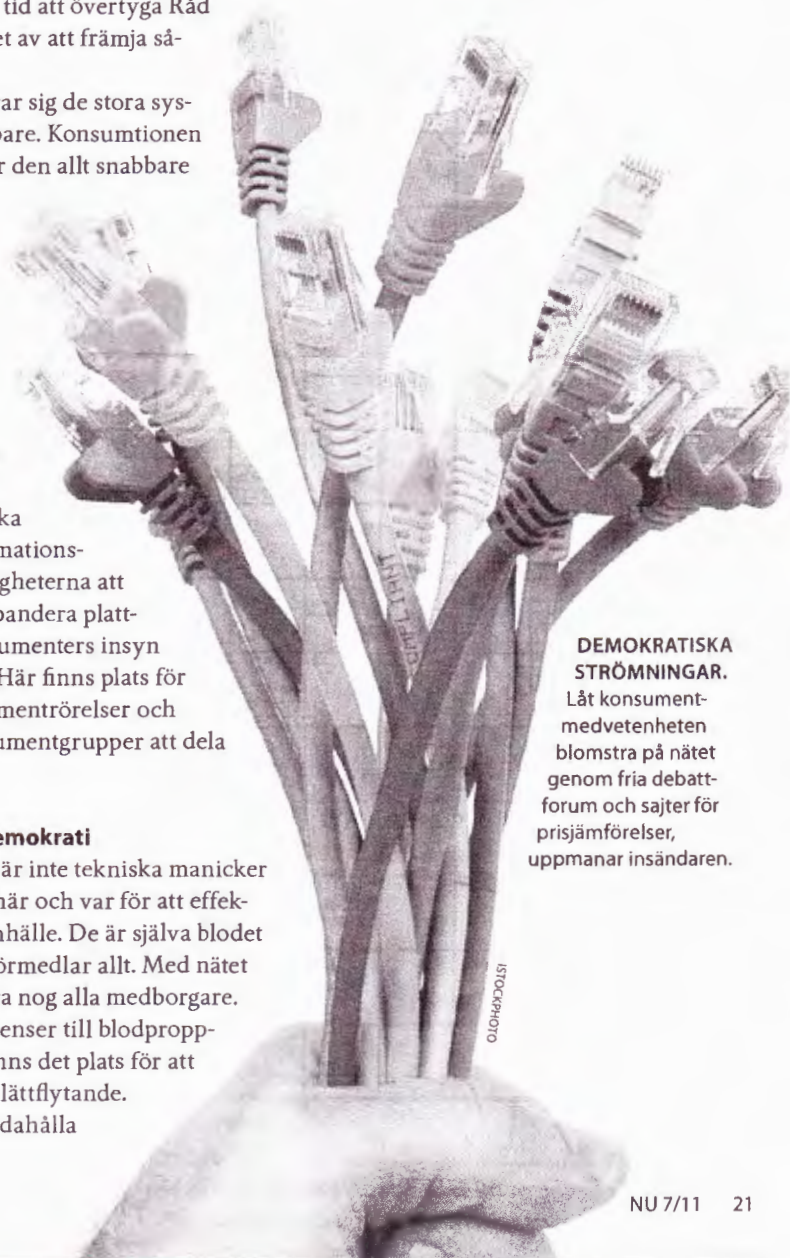 tid att övertyga Råd
et av att främja så-
ar sig de stora sys-
pare. Konsumtionen
r den allt snabbare
ka
mations-
gheterna att
pandera platt-
umenters insyn
Här finns plats för
mentrörelser och
umentgrupper att dela
emokrati
är inte tekniska manicker
när och var för att effek-
nhälle. De är själva blodet
örmedlar allt. Med nätet
a nog alla medborgare.
enser till blodpropp-
nns det plats för att
lättflytande.
dahålla
DEMOKRATISKA
STRÖMNINGAR.
Låt konsument-
medvetenheten
blomstra på nätet
genom fria debatt-
forum och sajter för
prisjämförelser,
uppmanar insändaren.
ISTOCKPHOTO
NU 7/11 21